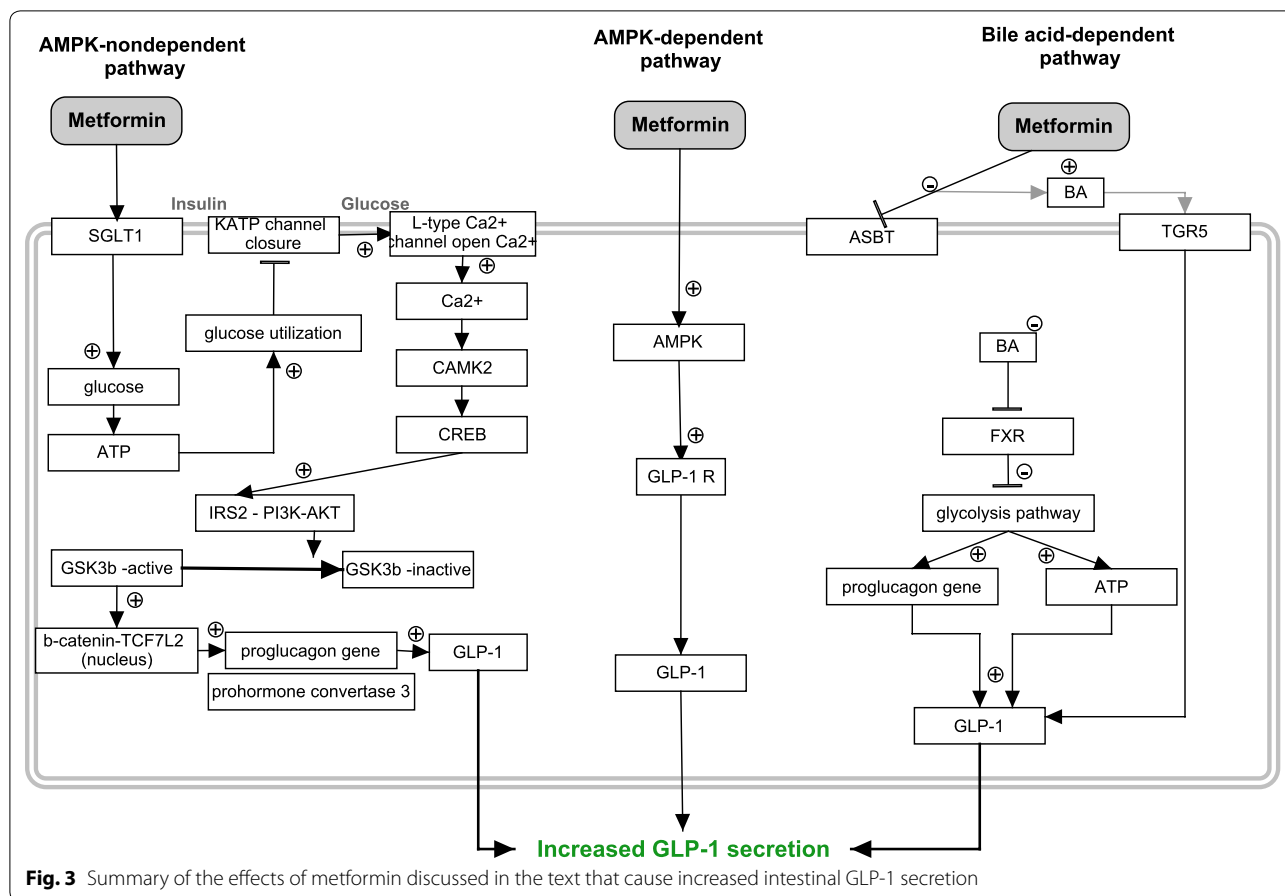 AMPK-nondependent
pathway
AMPK-dependent
pathway
Bile acid-dependent
pathway
Metformin
Metformin
Metformin
Insulin
Glucose
SGLT1
KATP channel
closure
L-type Ca2+
channel open Ca2+
ASBT
BA
TGR5
glucose utilization
Ca2+
glucose
CAMK2
ATP
CREB
IRS2 - PI3K-AKT
GSK3b -active
GSK3b -inactive
b-catenin-TCF7L2
(nucleus)
proglucagon gene
prohormone convertase 3
GLP-1
AMPK
GLP-1 R
GLP-1
BA
FXR
glycolysis pathway
proglucagon gene
ATP
GLP-1
Increased GLP-1 secretion
Fig. 3 Summary of the effects of metformin discussed in the text that cause increased intestinal GLP-1 secretion